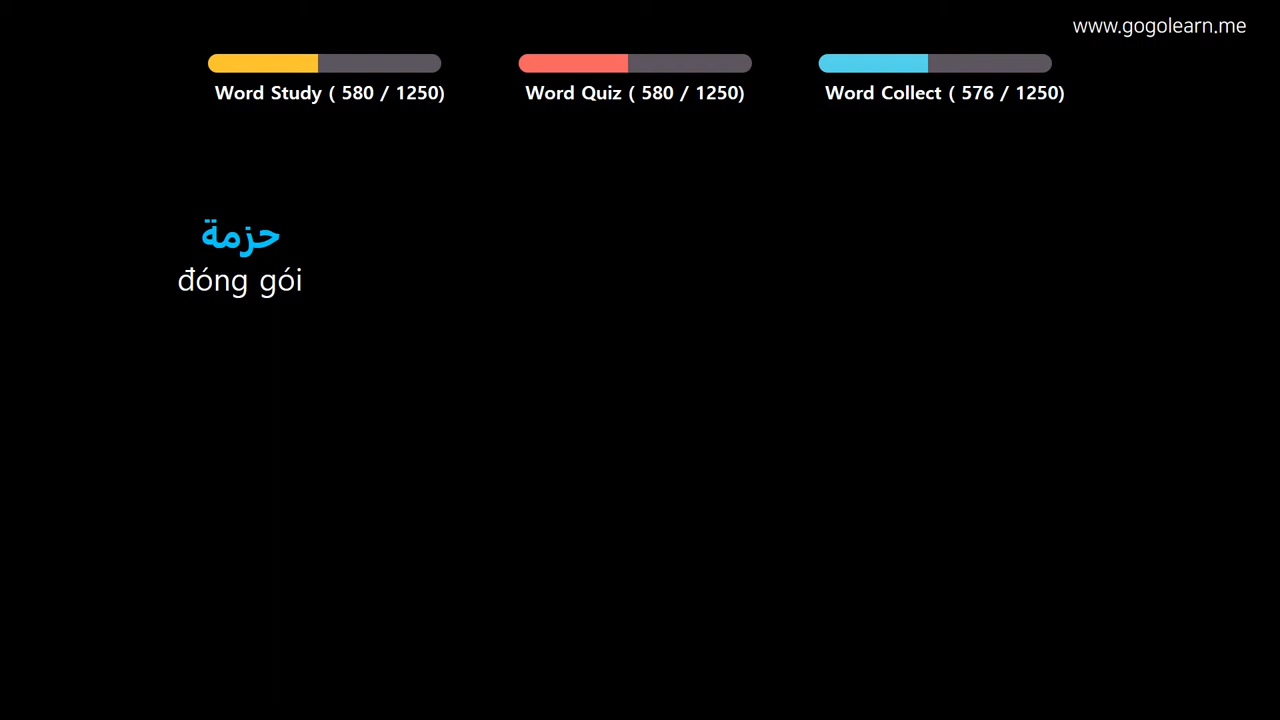 www.gogolearn.me
Word Study ( 580 / 1250)
Word Quiz ( 580 / 1250)
Word Collect ( 576 / 1250)
حزمة
đóng gói